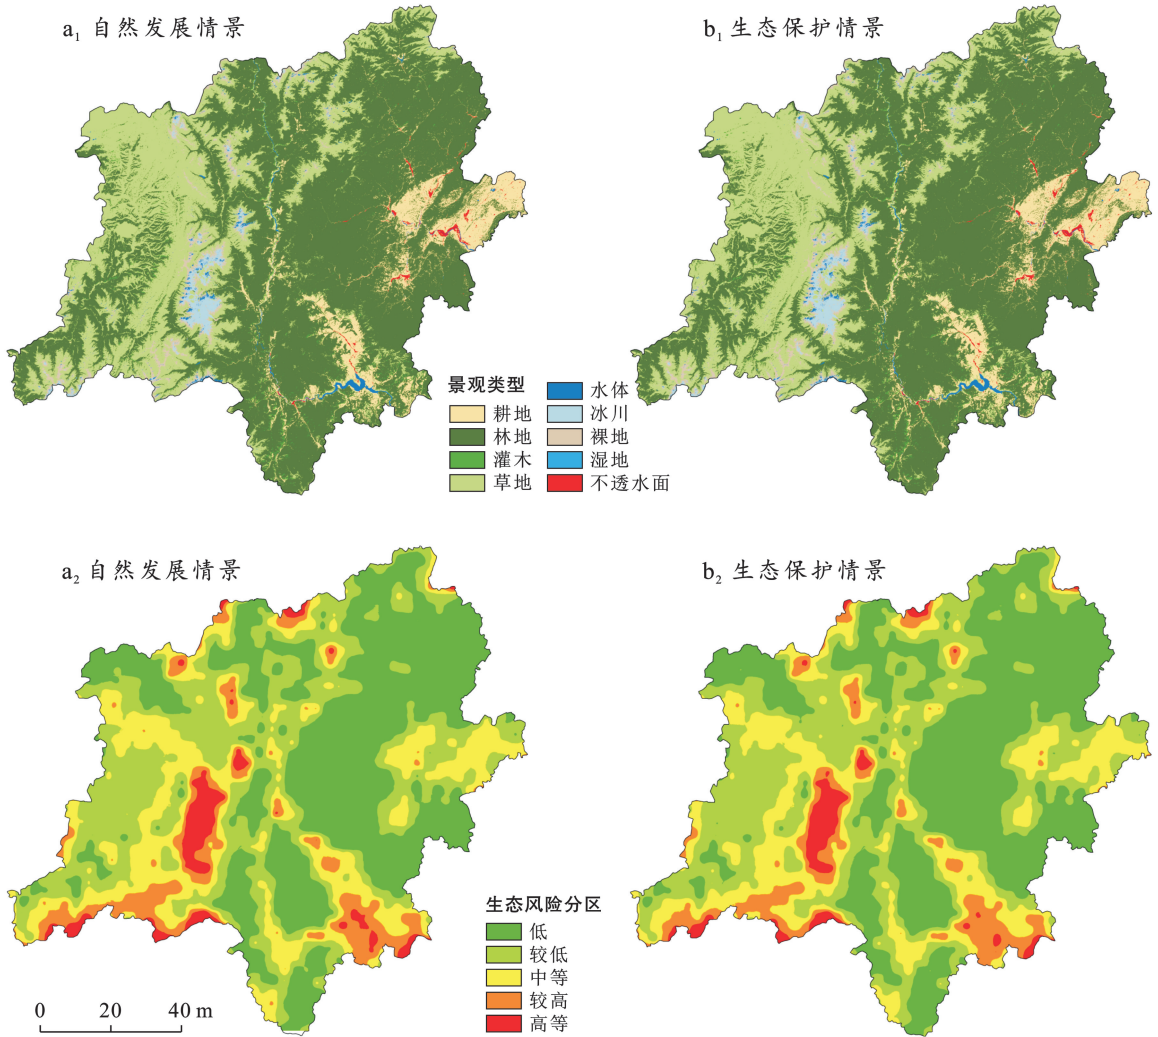 a1 自然发展情景
b1 生态保护情景
景观类型
耕地
林地
灌木
草地
水体
冰川
裸地
湿地
不透水面
a2 自然发展情景
b2 生态保护情景
生态风险分区
低
较低
中等
较高
高等
0 20 40 m